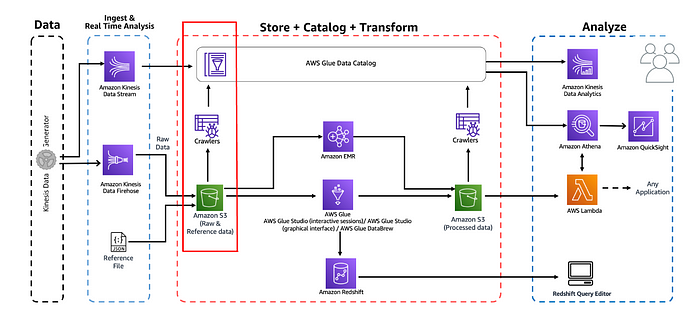 Data
Ingest &
Real Time Analysis
Store + Catalog + Transform
Analyze
Kinesis Data Generator
Amazon Kinesis
Data Stream
Raw
Data
Amazon Kinesis
Data Firehose
{:}
JSON
Reference
File
AWS Glue Data Catalog
Crawlers
Amazon S3
(Raw &
Reference data)
Amazon EMR
AWS Glue
AWS Glue Studio (interactive sessions)/ AWS Glue Studio
(graphical interface) / AWS Glue DataBrew
Amazon Redshift
Crawlers
Amazon S3
(Processed data)
Amazon Kinesis
Data Analytics
Amazon Athena
Amazon QuickSight
AWS Lambda
Any
Application
Redshift Query Editor